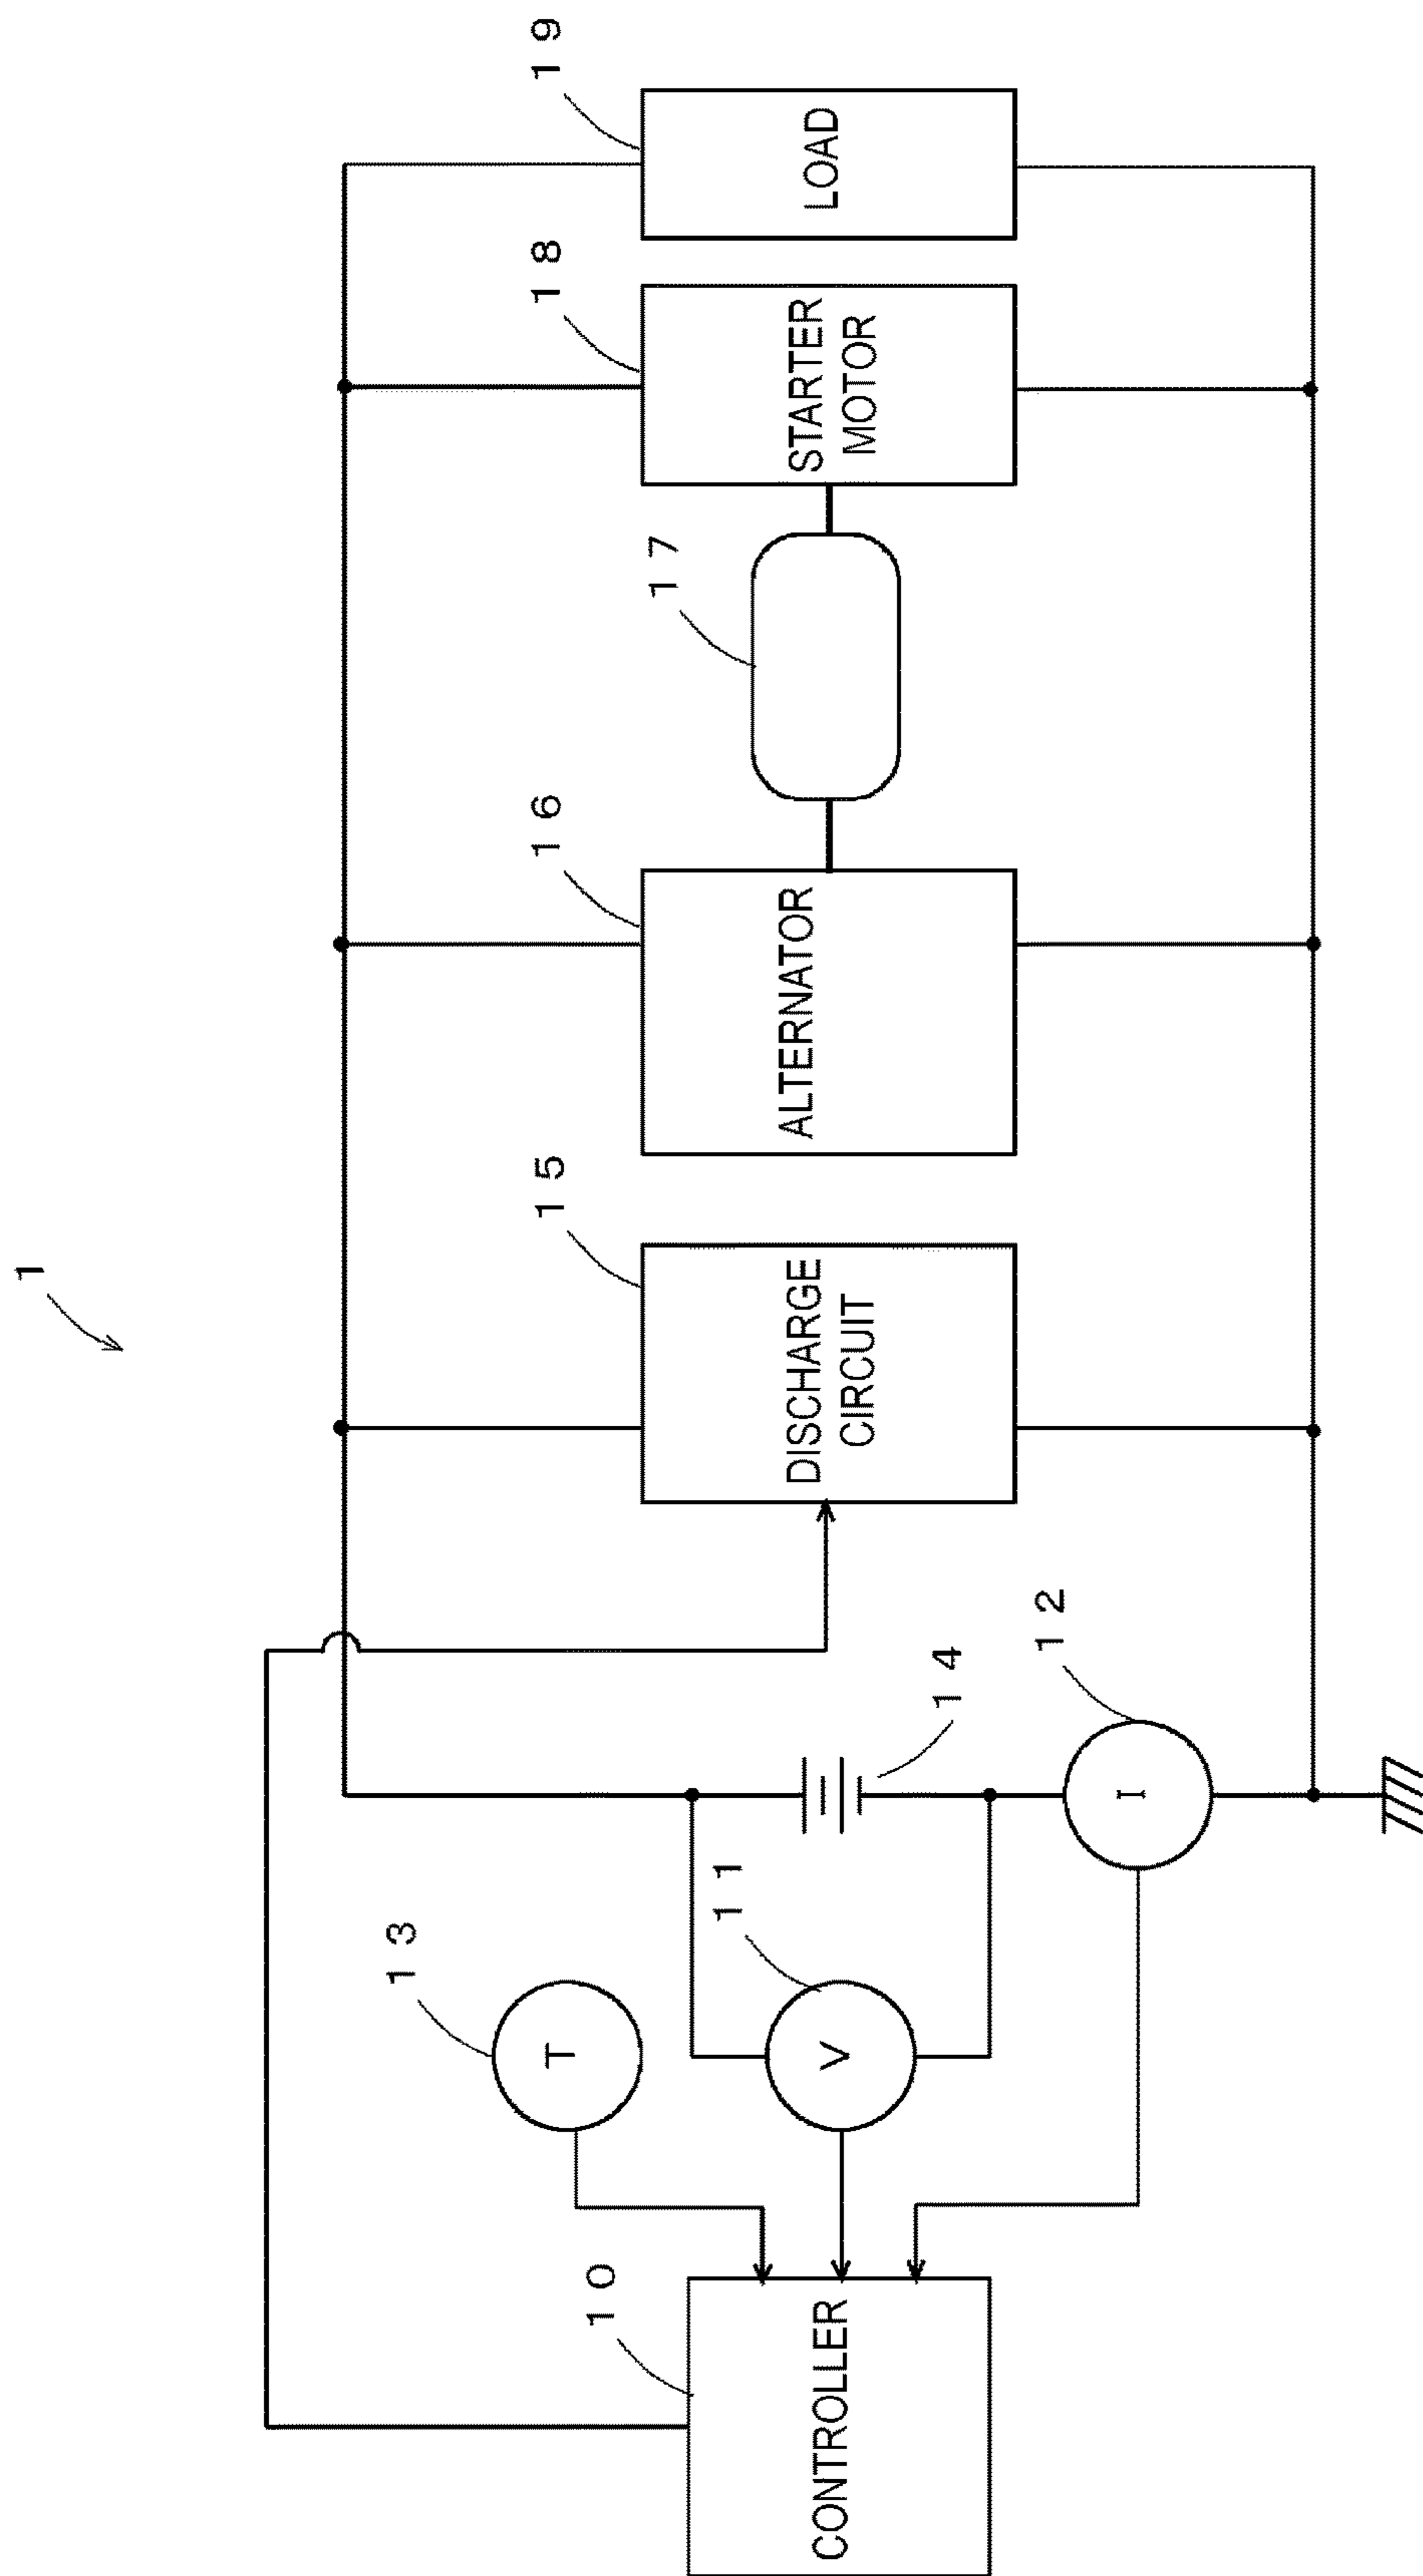 1
10
CONTROLLER
13
T
11
V
14
12
I
15
DISCHARGE
CIRCUIT
16
ALTERNATOR
17
18
STARTER
MOTOR
19
LOAD